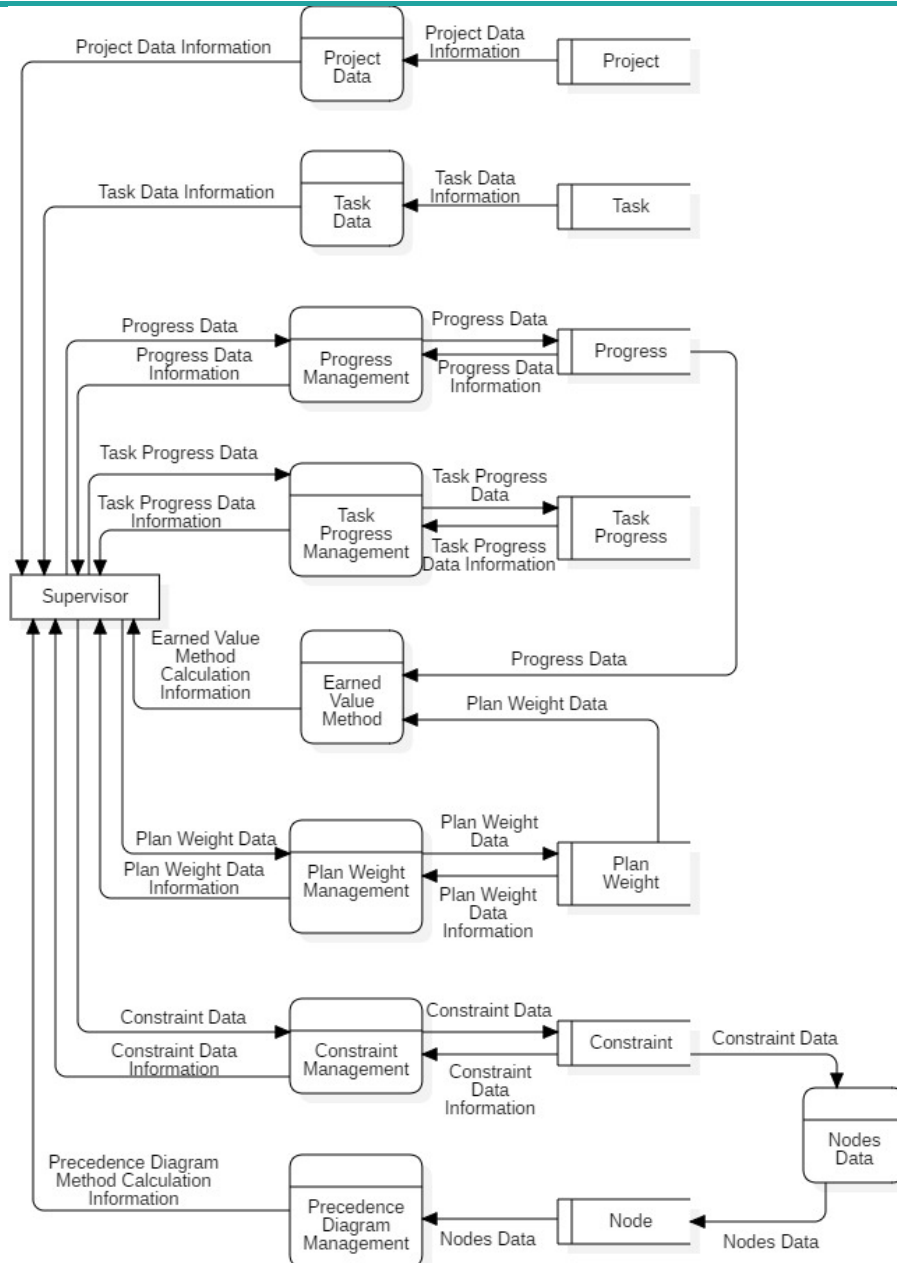 Project Data Information
Project
Data
Project Data
Information
Project
Task Data Information
Task
Data
Task Data
Information
Task
Progress Data
Progress Data
Information
Progress
Management
Progress Data
Progress Data
Information
Progress
Task Progress Data
Task Progress Data
Information
Task
Progress
Management
Task Progress
Data
Task Progress
Data Information
Task
Progress
Supervisor
Earned Value
Method
Calculation
Information
Earned
Value
Method
Progress Data
Plan Weight Data
Plan Weight Data
Plan Weight Data
Information
Plan Weight
Management
Plan Weight
Data
Plan Weight
Data
Information
Plan
Weight
Constraint Data
Constraint Data
Information
Constraint
Management
Constraint Data
Constraint
Data
Information
Constraint
Constraint Data
Nodes
Data
Precedence Diagram
Method Calculation
Information
Precedence
Diagram
Management
Nodes Data
Node
Nodes Data